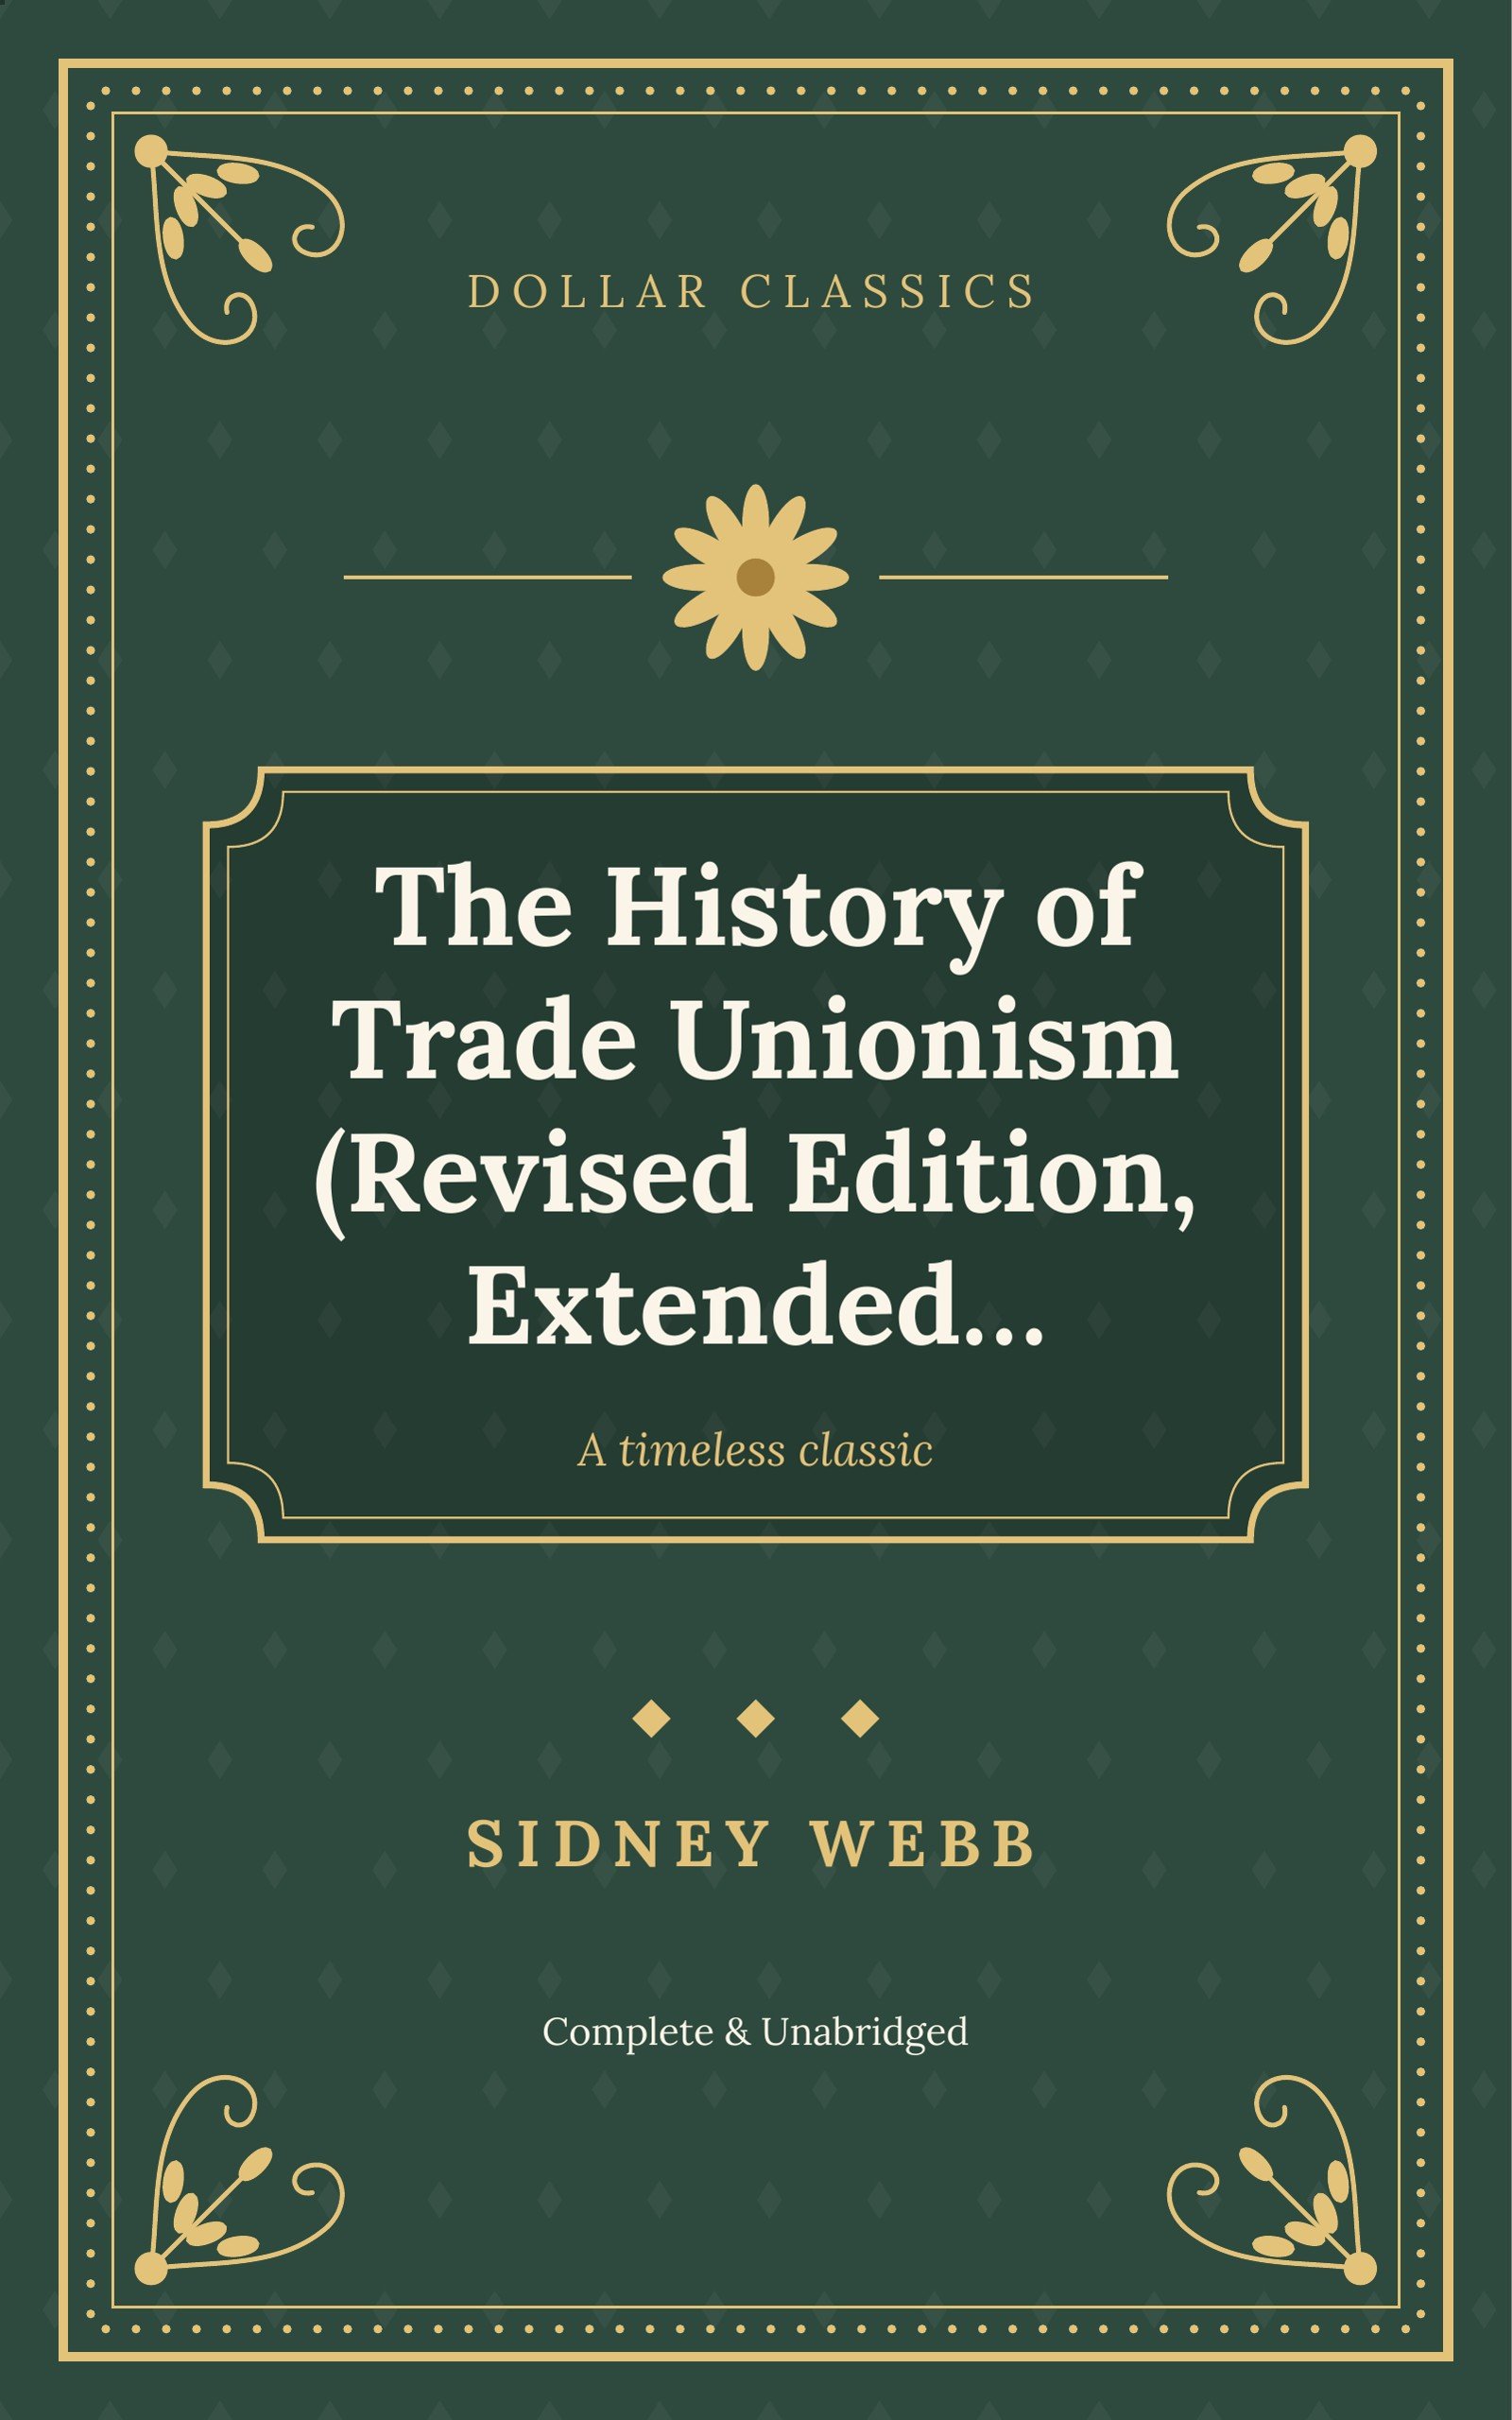 DOLLAR CLASSICS
The History of
Trade Unionism
(Revised Edition,
Extended...
A timeless classic
SIDNEY WEBB
Complete & Unabridged